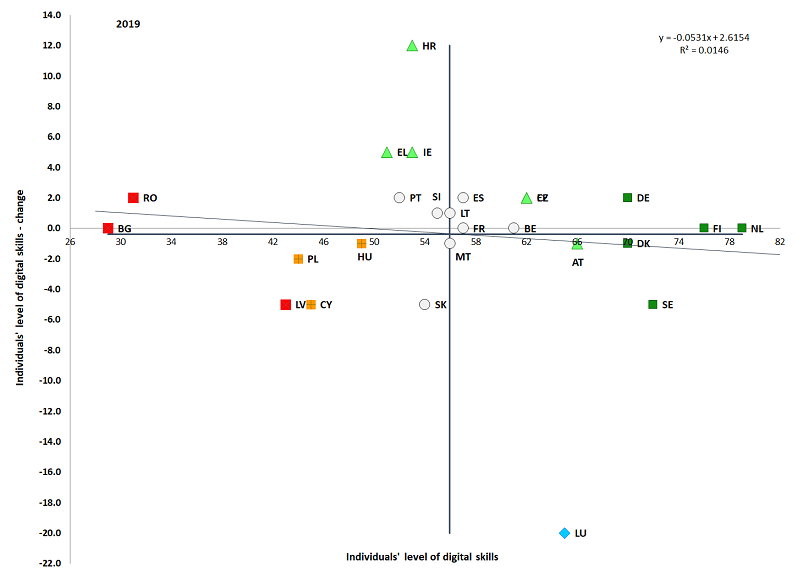 14.0
2019
y = -0.0531x + 2.6154
R² = 0.0146
HR
12.0
10.0
8.0
6.0
EL
IE
4.0
2.0
RO
PT
SI
ES
LT
DE
0.0
BG
FR
BE
FI
NL
26
30
34
38
42
46
50
54
58
62
66
70
74
78
82
DK
-2.0
PL
HU
MT
AT
-4.0
LV
CY
SK
SE
-6.0
-8.0
-10.0
-12.0
-14.0
-16.0
-18.0
-20.0
LU
-22.0
Individuals' level of digital skills - change
Individuals' level of digital skills